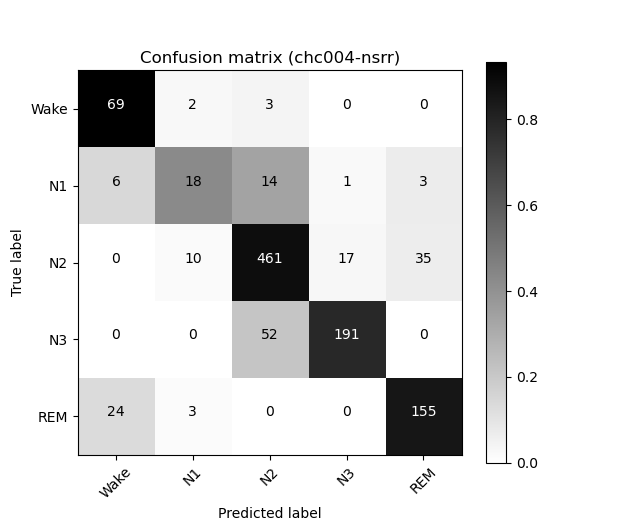 Confusion matrix (chc004-nsrr)
Wake 69 2 3 0 0
N1 6 18 14 1 3
N2 0 10 461 17 35
N3 0 0 52 191 0
REM 24 3 0 0 155
Wake N1 N2 N3 REM
True label
Predicted label
0.8
0.6
0.4
0.2
0.0